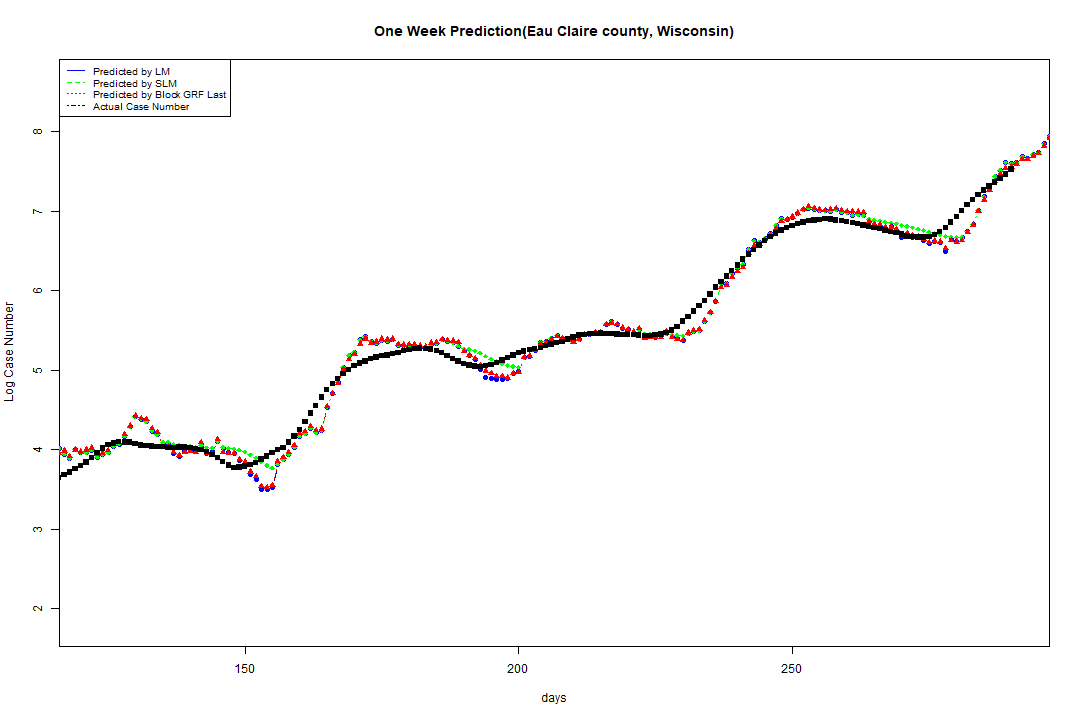 One Week Prediction(Eau Claire county, Wisconsin)
Predicted by LM
Predicted by SLM
Predicted by Block GRF Last
Actual Case Number
8
7
6
5
4
3
2
Log Case Number
150 200 250
days